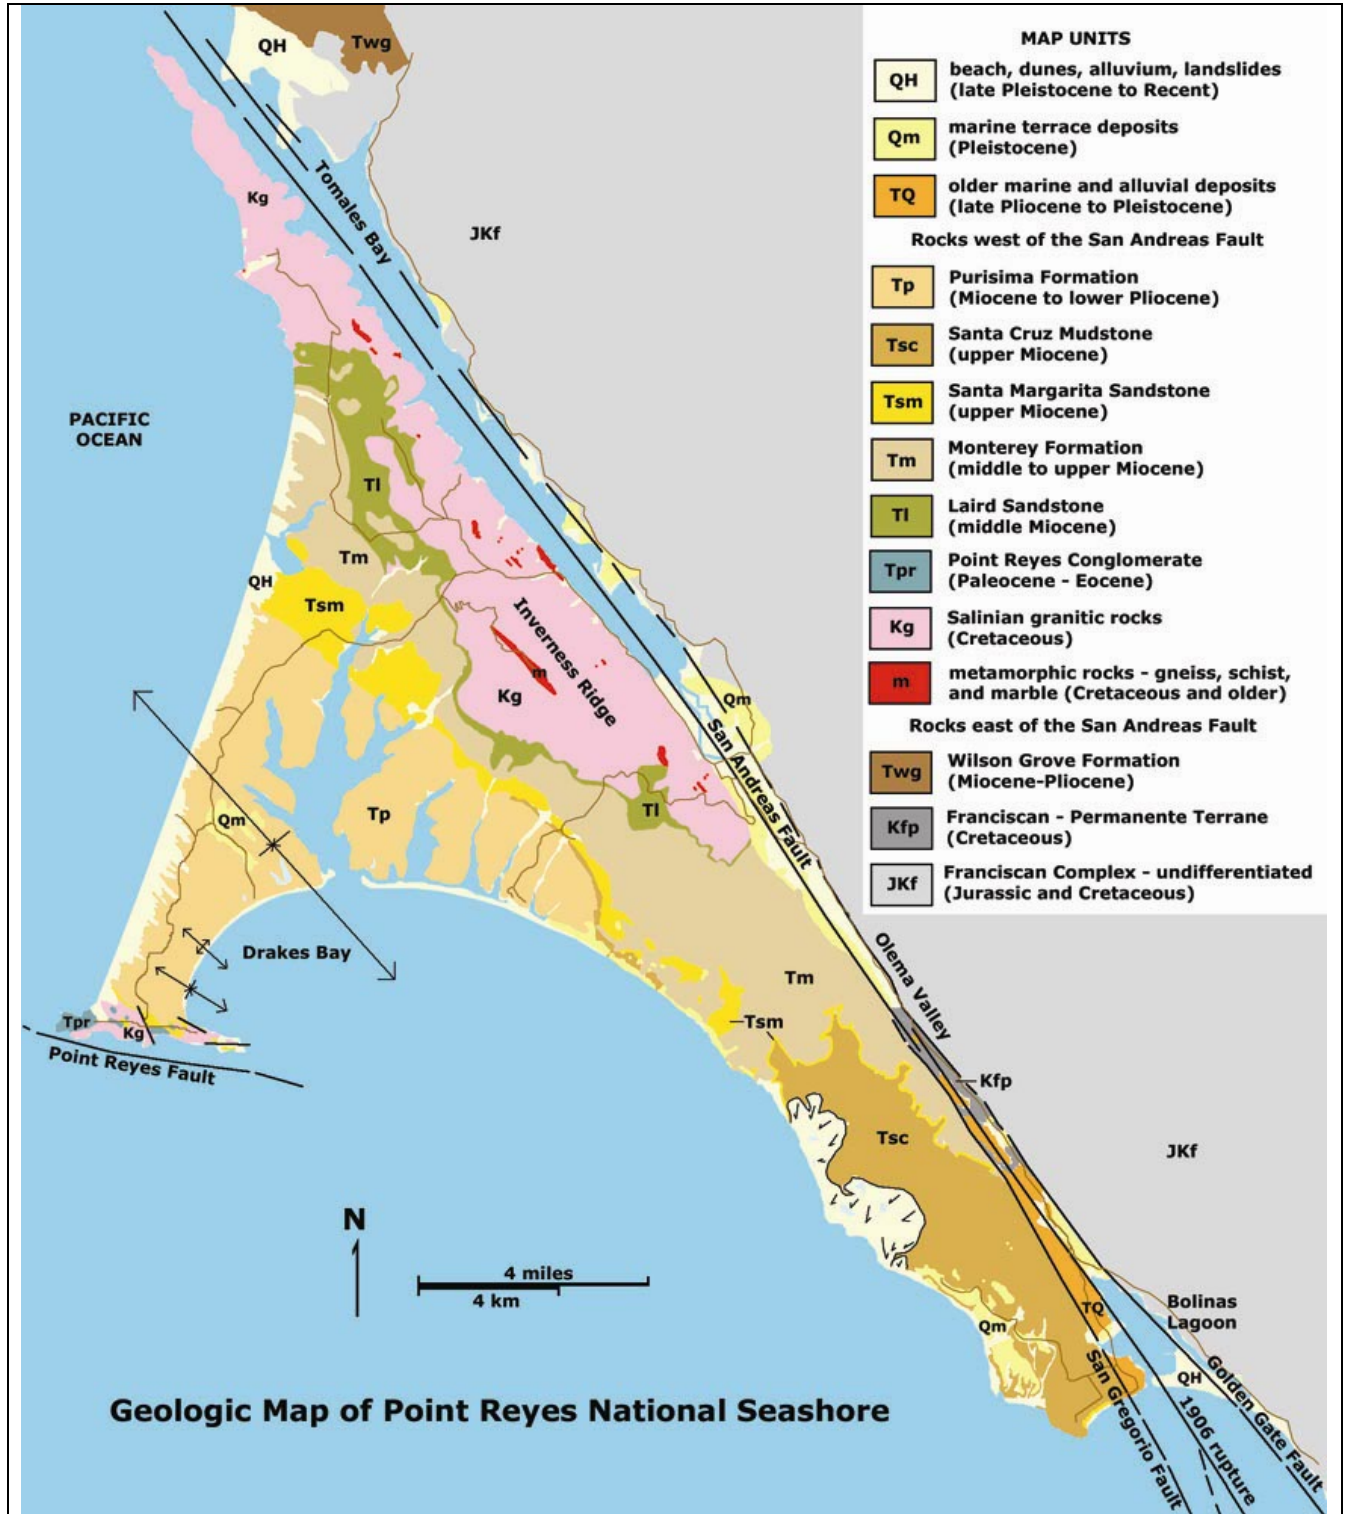 QH
Twg
Tomales Bay
Kg
JKf
PACIFIC
OCEAN
Tl
Tm
QH
Tsm
Inverness Ridge
m
Kg
Qm
San Andreas Fault
Tl
Tp
Qm
Drakes Bay
Olema Valley
Tm
Tsm
Tpr
Kg
Point Reyes Fault
Kfp
Tsc
JKf
N
4 miles
4 km
TQ
Bolinas
Lagoon
Qm
QH
San Gregorio Fault
1906 rupture
Golden Gate Fault
Geologic Map of Point Reyes National Seashore
MAP UNITS
QH beach, dunes, alluvium, landslides
(late Pleistocene to Recent)
Qm marine terrace deposits
(Pleistocene)
TQ older marine and alluvial deposits
(late Pliocene to Pleistocene)
Rocks west of the San Andreas Fault
Tp Purisima Formation
(Miocene to lower Pliocene)
Tsc Santa Cruz Mudstone
(upper Miocene)
Tsm Santa Margarita Sandstone
(upper Miocene)
Tm Monterey Formation
(middle to upper Miocene)
Tl Laird Sandstone
(middle Miocene)
Tpr Point Reyes Conglomerate
(Paleocene - Eocene)
Kg Salinian granitic rocks
(Cretaceous)
m metamorphic rocks - gneiss, schist,
and marble (Cretaceous and older)
Rocks east of the San Andreas Fault
Twg Wilson Grove Formation
(Miocene-Pliocene)
Kfp Franciscan - Permanente Terrane
(Cretaceous)
JKf Franciscan Complex - undifferentiated
(Jurassic and Cretaceous)